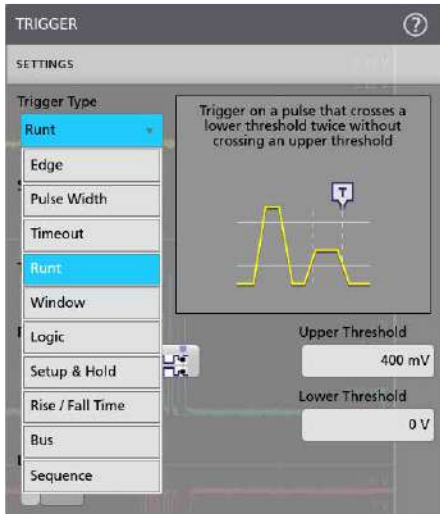 TRIGGER
?
SETTINGS
Trigger Type
Runt
Trigger on a pulse that crosses a
lower threshold twice without
crossing an upper threshold
T
Edge
Pulse Width
Timeout
Runt
Window
Logic
Setup & Hold
Rise / Fall Time
Bus
Sequence
Upper Threshold
400 mV
Lower Threshold
0 V